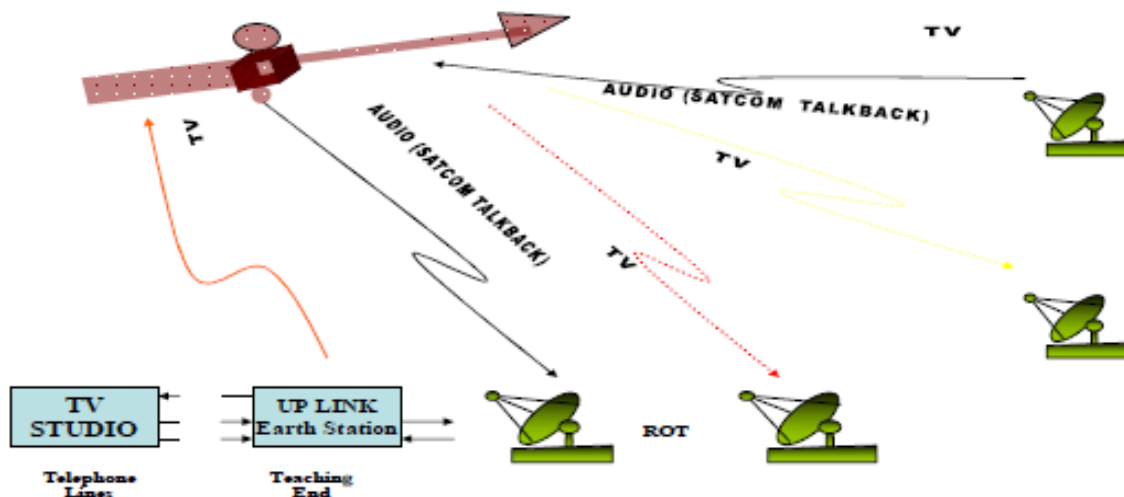 TV
AUDIO (SATCOM TALKBACK)
TV
AUDIO (SATCOM TALKBACK)
TV
TV
TV
STUDIO
UP LINK
Earth Station
ROT
Telephone
Lines
Teaching
End